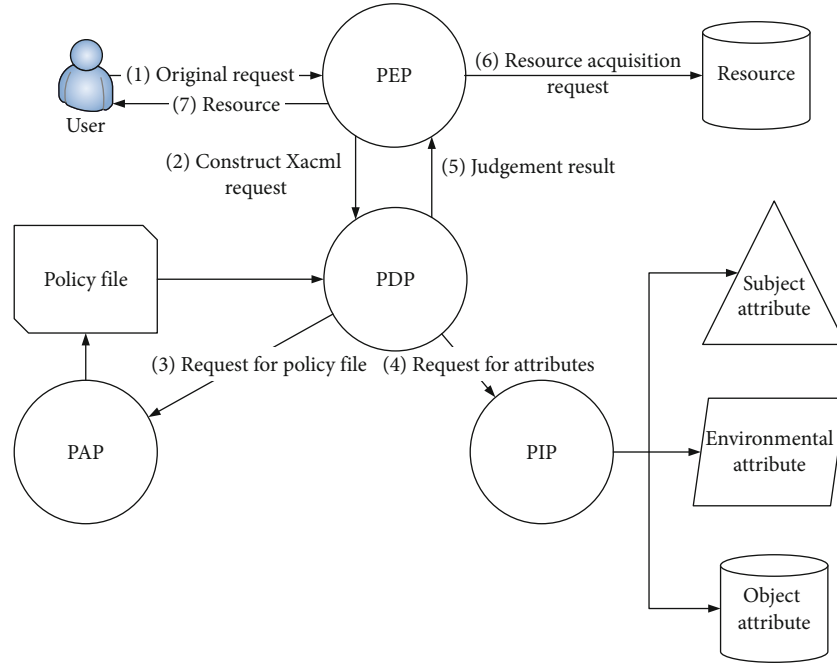 (1) Original request
PEP
(6) Resource acquisition
request
Resource
(7) Resource
User
(2) Construct Xacml
request
(5) Judgement result
Policy file
PDP
Subject
attribute
(3) Request for policy file
(4) Request for attributes
PAP
PIP
Environmental
attribute
Object
attribute